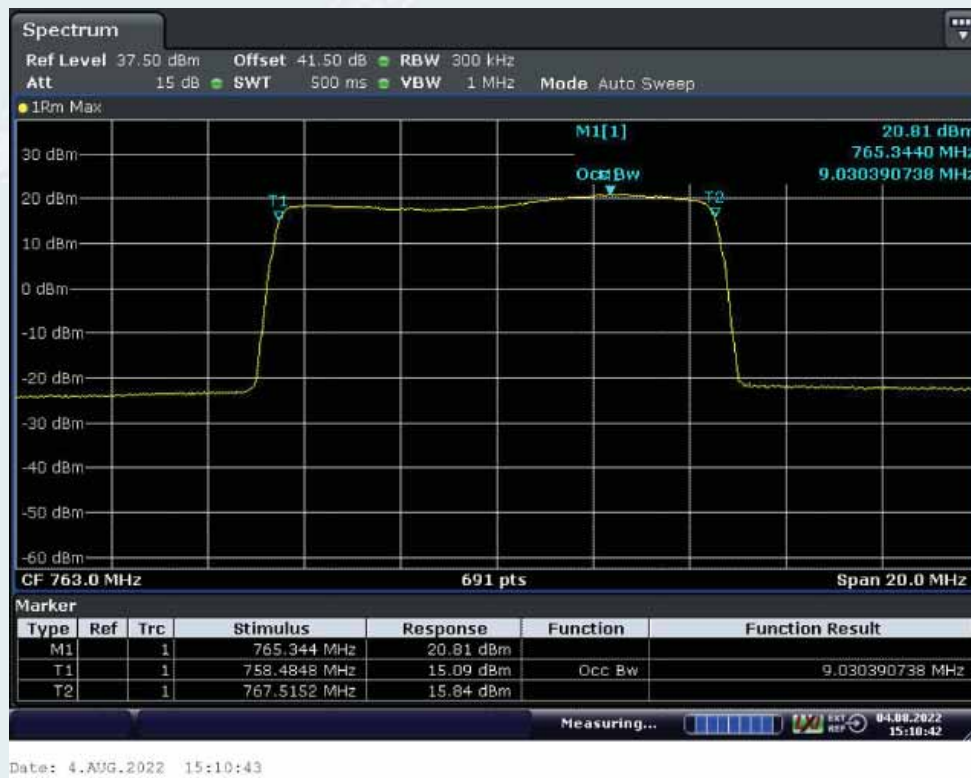 Spectrum
Ref Level 37.50 dBm Offset 41.50 dB RBW 300 kHz
Att 15 dB SWT 500 ms VBW 1 MHz Mode Auto Sweep
1Rm Max
M1[1] 20.81 dBm
765.3440 MHz
Occ Bw 9.030390738 MHz
30 dBm
20 dBm
T1
T2
10 dBm
0 dBm
-10 dBm
-20 dBm
-30 dBm
-40 dBm
-50 dBm
-60 dBm
CF 763.0 MHz 691 pts Span 20.0 MHz
Marker
Type Ref Trc Stimulus Response Function Function Result
M1 1 765.344 MHz 20.81 dBm
T1 1 758.4848 MHz 15.09 dBm Occ Bw 9.030390738 MHz
T2 1 767.5152 MHz 15.84 dBm
Measuring... LXI EXT REF 04.08.2022
15:10:42
Date: 4.AUG.2022 15:10:43